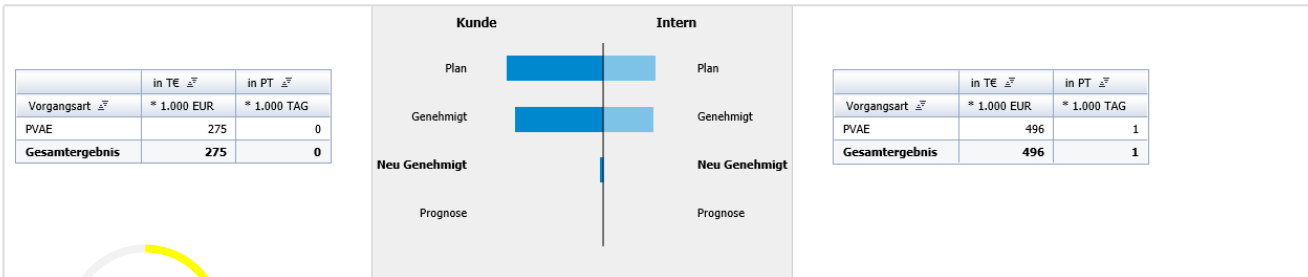 in T€ in PT
Vorgangsart * 1.000 EUR * 1.000 TAG
PVAE 275 0
Gesamtergebnis 275 0
Kunde Intern
Plan Plan
Genehmigt Genehmigt
Neu Genehmigt Neu Genehmigt
Prognose Prognose
in T€ in PT
Vorgangsart * 1.000 EUR * 1.000 TAG
PVAE 496 1
Gesamtergebnis 496 1